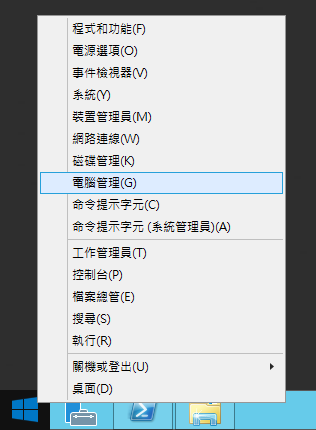 程式和功能(F)
電源選項(O)
事件檢視器(V)
系統(Y)
裝置管理員(M)
網路連線(W)
磁碟管理(K)
電腦管理(G)
命令提示字元(C)
命令提示字元 (系統管理員)(A)
工作管理員(T)
控制台(P)
檔案總管(E)
搜尋(S)
執行(R)
關機或登出(U)
桌面(D)